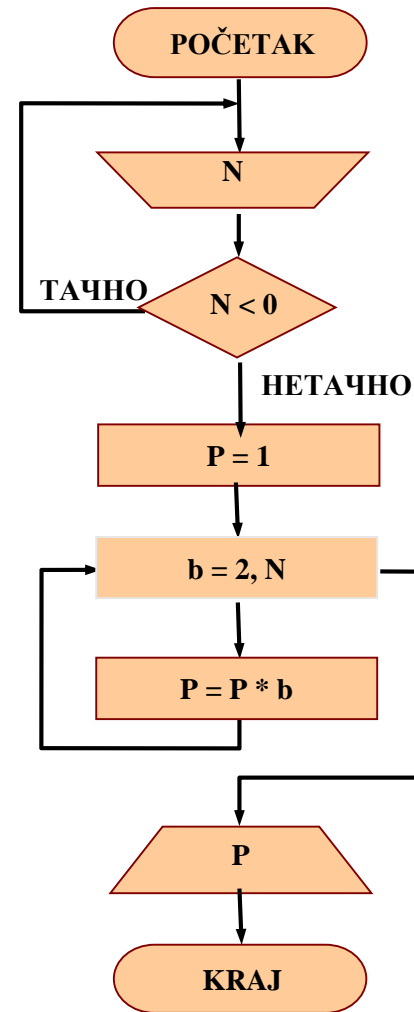 POČETAK
N
ТАЧНО
N < 0
НЕТАЧНО
P = 1
b = 2, N
P = P * b
P
KRAJ